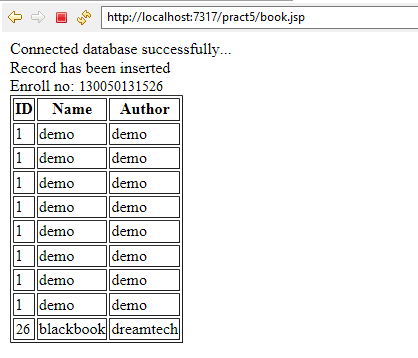 http://localhost:7317/pract5/book.jsp
Connected database successfully...
Record has been inserted
Enroll no: 130050131526
ID Name Author
1 demo demo
1 demo demo
1 demo demo
1 demo demo
1 demo demo
1 demo demo
1 demo demo
1 demo demo
26 blackbook dreamtech